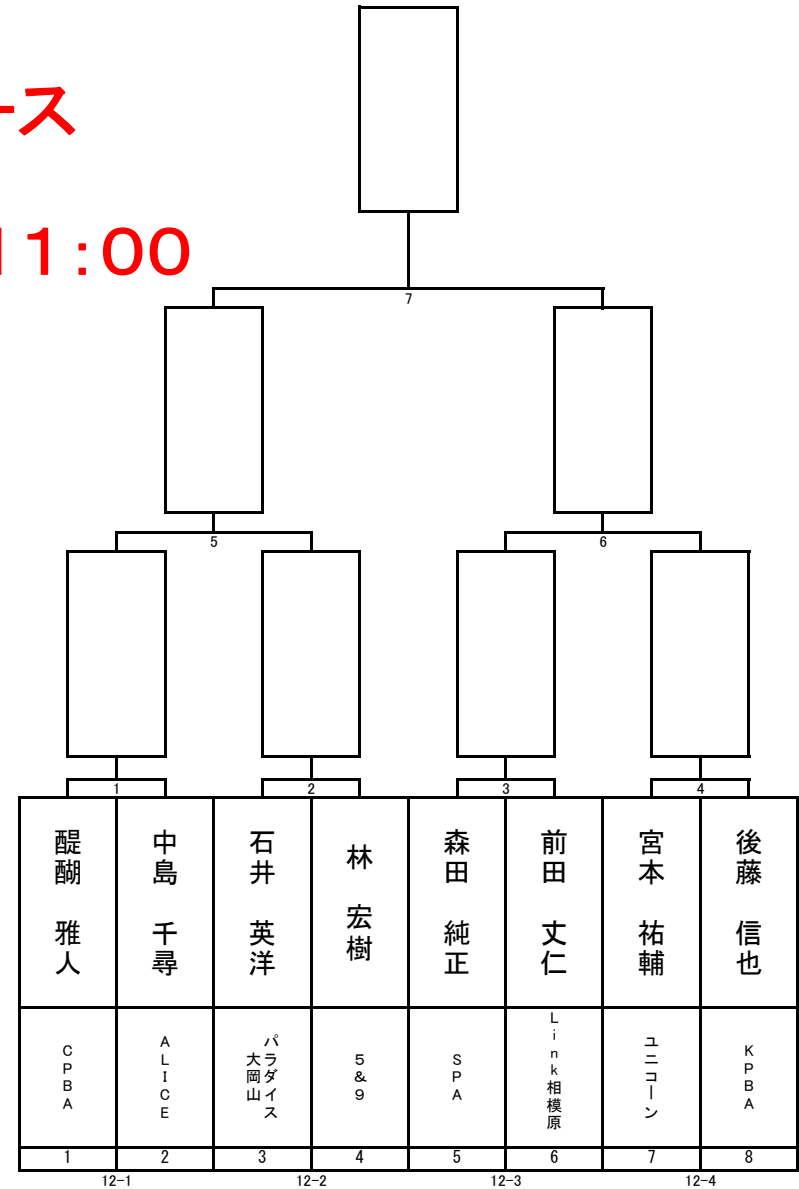 ース
11:00
7
5
6
1
2
3
4
醍醐 雅人
中島 千尋
石井 英洋
林 宏樹
森田 純正
前田 丈仁
宮本 祐輔
後藤 信也
CPBA
ALICE
パラダイス
大岡山
5&9
SPA
Link相模原
ユニコーン
KPBA
1
2
3
4
5
6
7
8
12-1
12-2
12-3
12-4